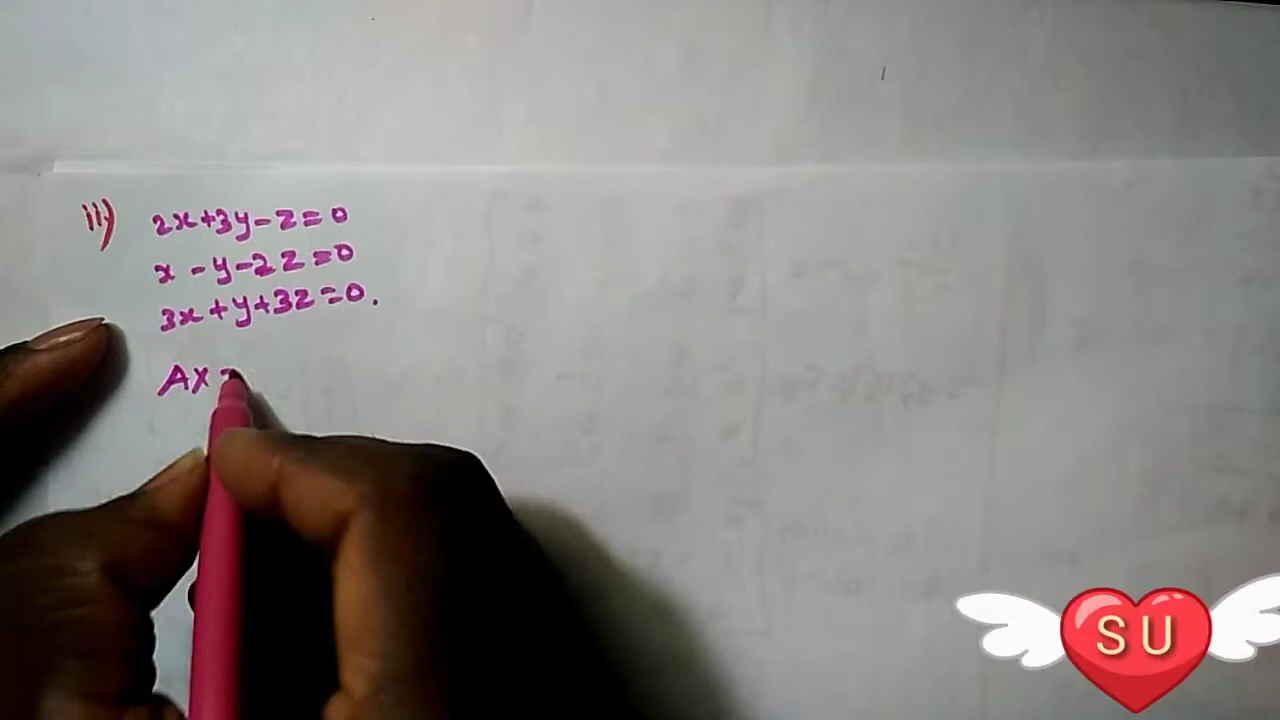 iii)
2x+3y-z=0
x-y-2z=0
3x+y+3z=0.
AX =
SU